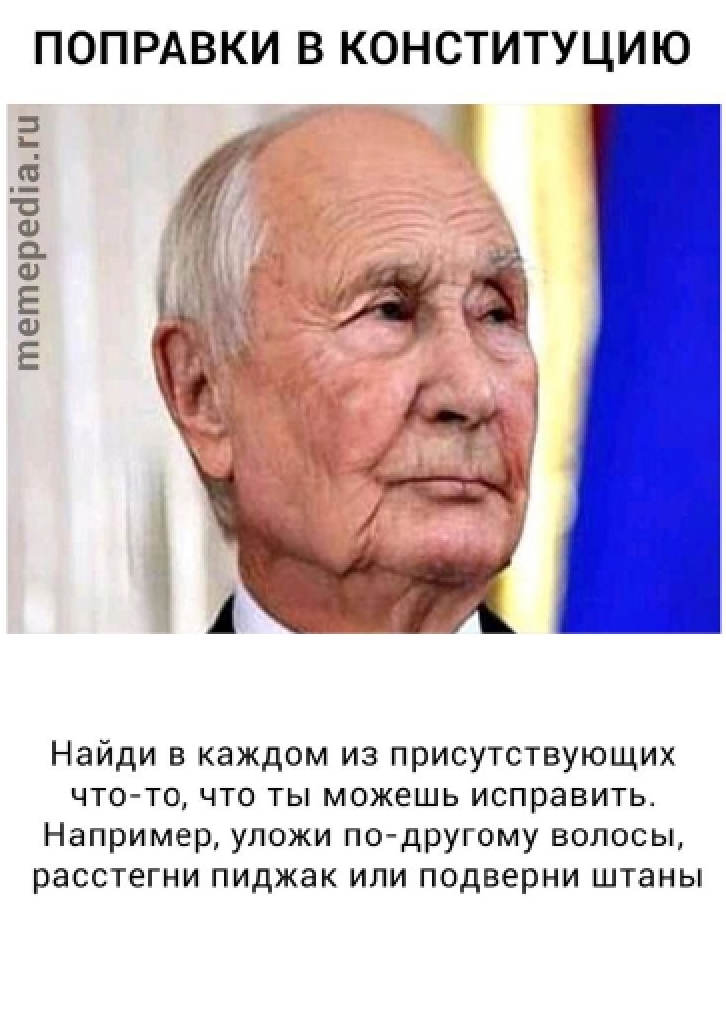 ПОПРАВКИ В КОНСТИТУЦИЮ
memepedia.ru
Найди в каждом из присутствующих
что-то, что ты можешь исправить.
Например, уложи по-другому волосы,
расстегни пиджак или подверни штаны